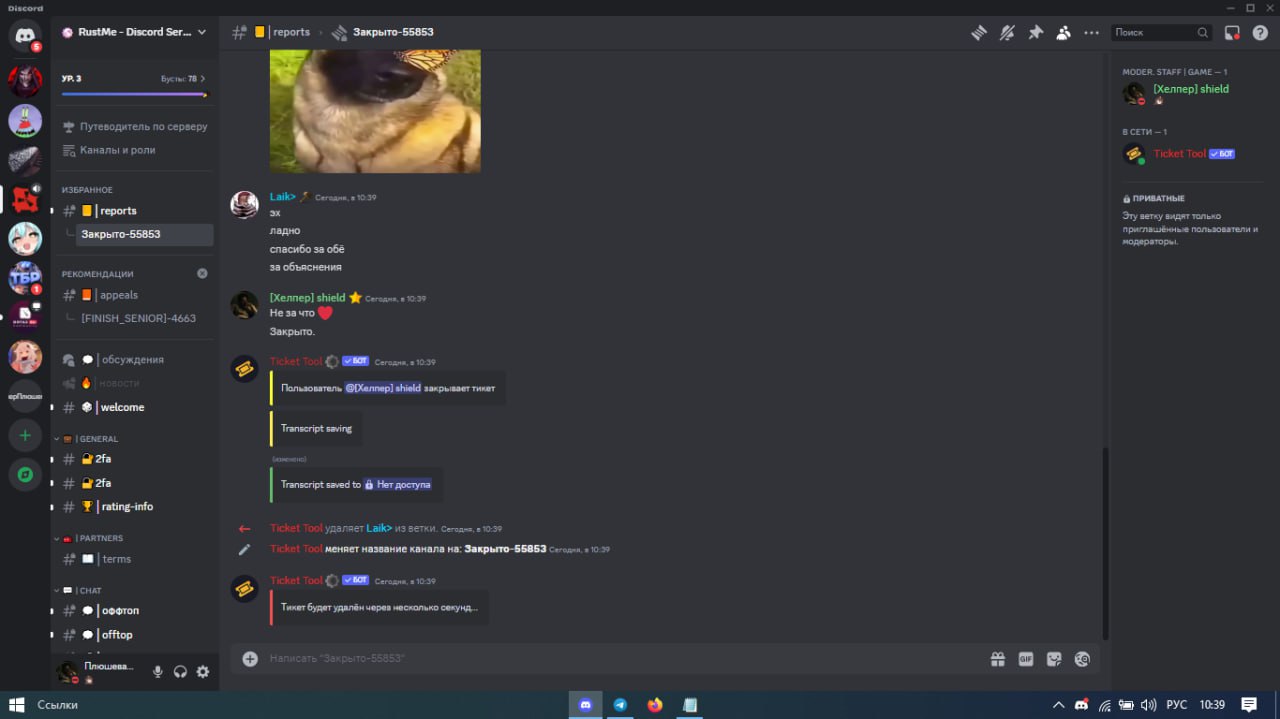 Discord
RustMe - Discord Ser...
УР. 3
Бусты: 78
Путеводитель по серверу
Каналы и роли
ИЗБРАННОЕ
| reports
Закрыто-55853
РЕКОМЕНДАЦИИ
| appeals
[FINISH_SENIOR]-4663
| обсуждения
| новости
| welcome
| GENERAL
2fa
2fa
| rating-info
| PARTNERS
| terms
| CHAT
| оффтоп
| offtop
Плюшева...
5
1
ерПлюше
| reports
Закрыто-55853
Поиск
Laik> Сегодня, в 10:39
эх
ладно
спасибо за обё
за объяснения
[Хелпер] shield Сегодня, в 10:39
Не за что
Закрыто.
Ticket Tool БОТ Сегодня, в 10:39
Пользователь @[Хелпер] shield закрывает тикет
Transcript saving
(изменено)
Transcript saved to Нет доступа
Ticket Tool удаляет Laik> из ветки. Сегодня, в 10:39
Ticket Tool меняет название канала на: Закрыто-55853 Сегодня, в 10:39
Ticket Tool БОТ Сегодня, в 10:39
Тикет будет удалён через несколько секунд...
Написать "Закрыто-55853"
GIF
MODER. STAFF | GAME — 1
[Хелпер] shield
В СЕТИ — 1
Ticket Tool БОТ
ПРИВАТНЫЕ
Эту ветку видят только
приглашённые пользователи и
модераторы.
Ссылки
РУС
10:39